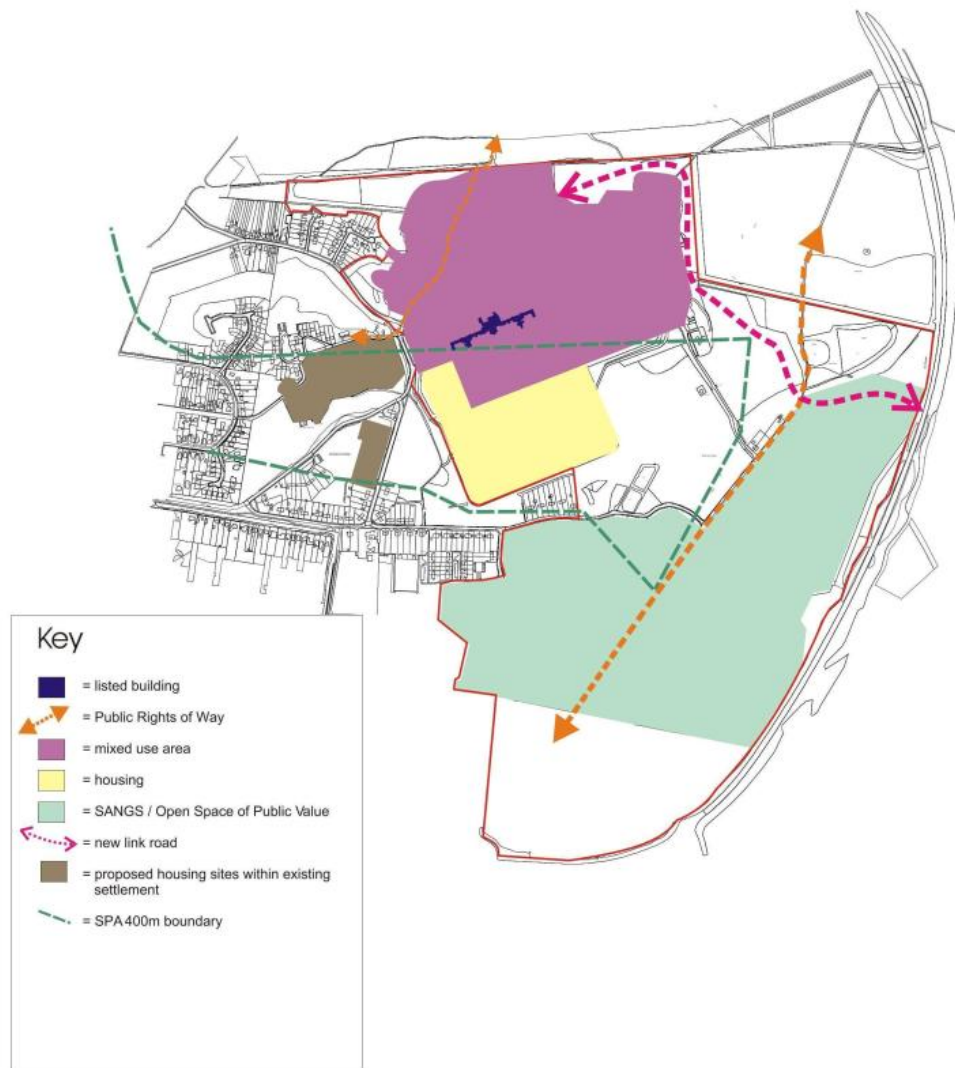 Key
= listed building
= Public Rights of Way
= mixed use area
= housing
= SANGS / Open Space of Public Value
= new link road
= proposed housing sites within existing
settlement
= SPA 400m boundary